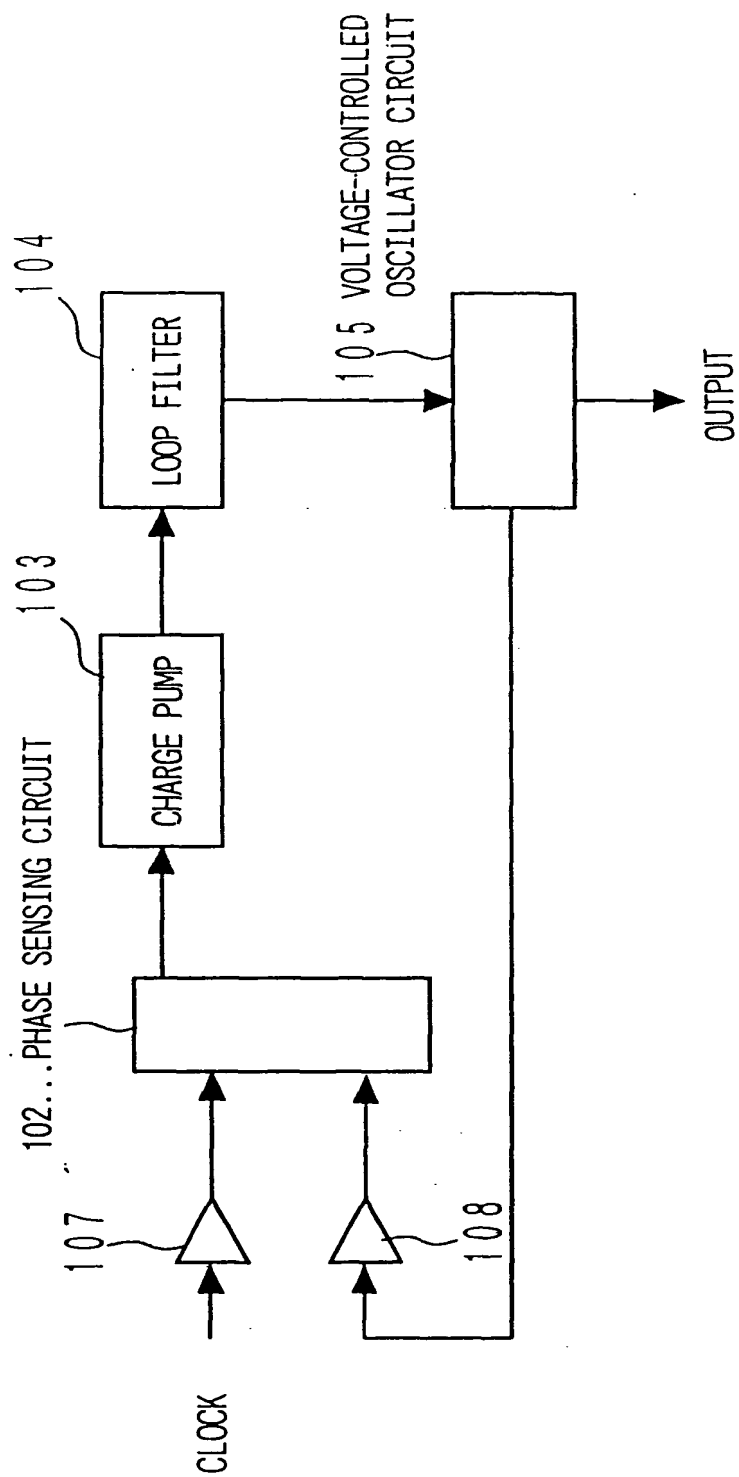 CLOCK
107
108
102...PHASE SENSING CIRCUIT
CHARGE PUMP
103
LOOP FILTER
104
105 VOLTAGE-CONTROLLED
OSCILLATOR CIRCUIT
OUTPUT